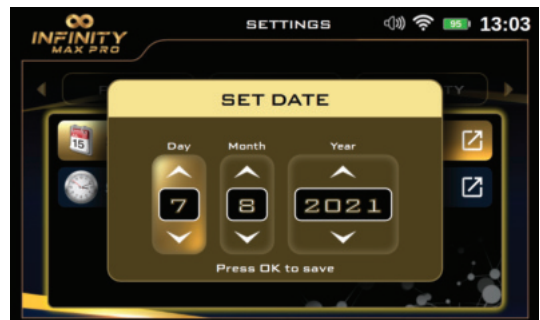 INFINITY
MAX PRO
SETTINGS
95
13:03
TY
SET DATE
15
Day Month Year
7 8 2021
Press OK to save